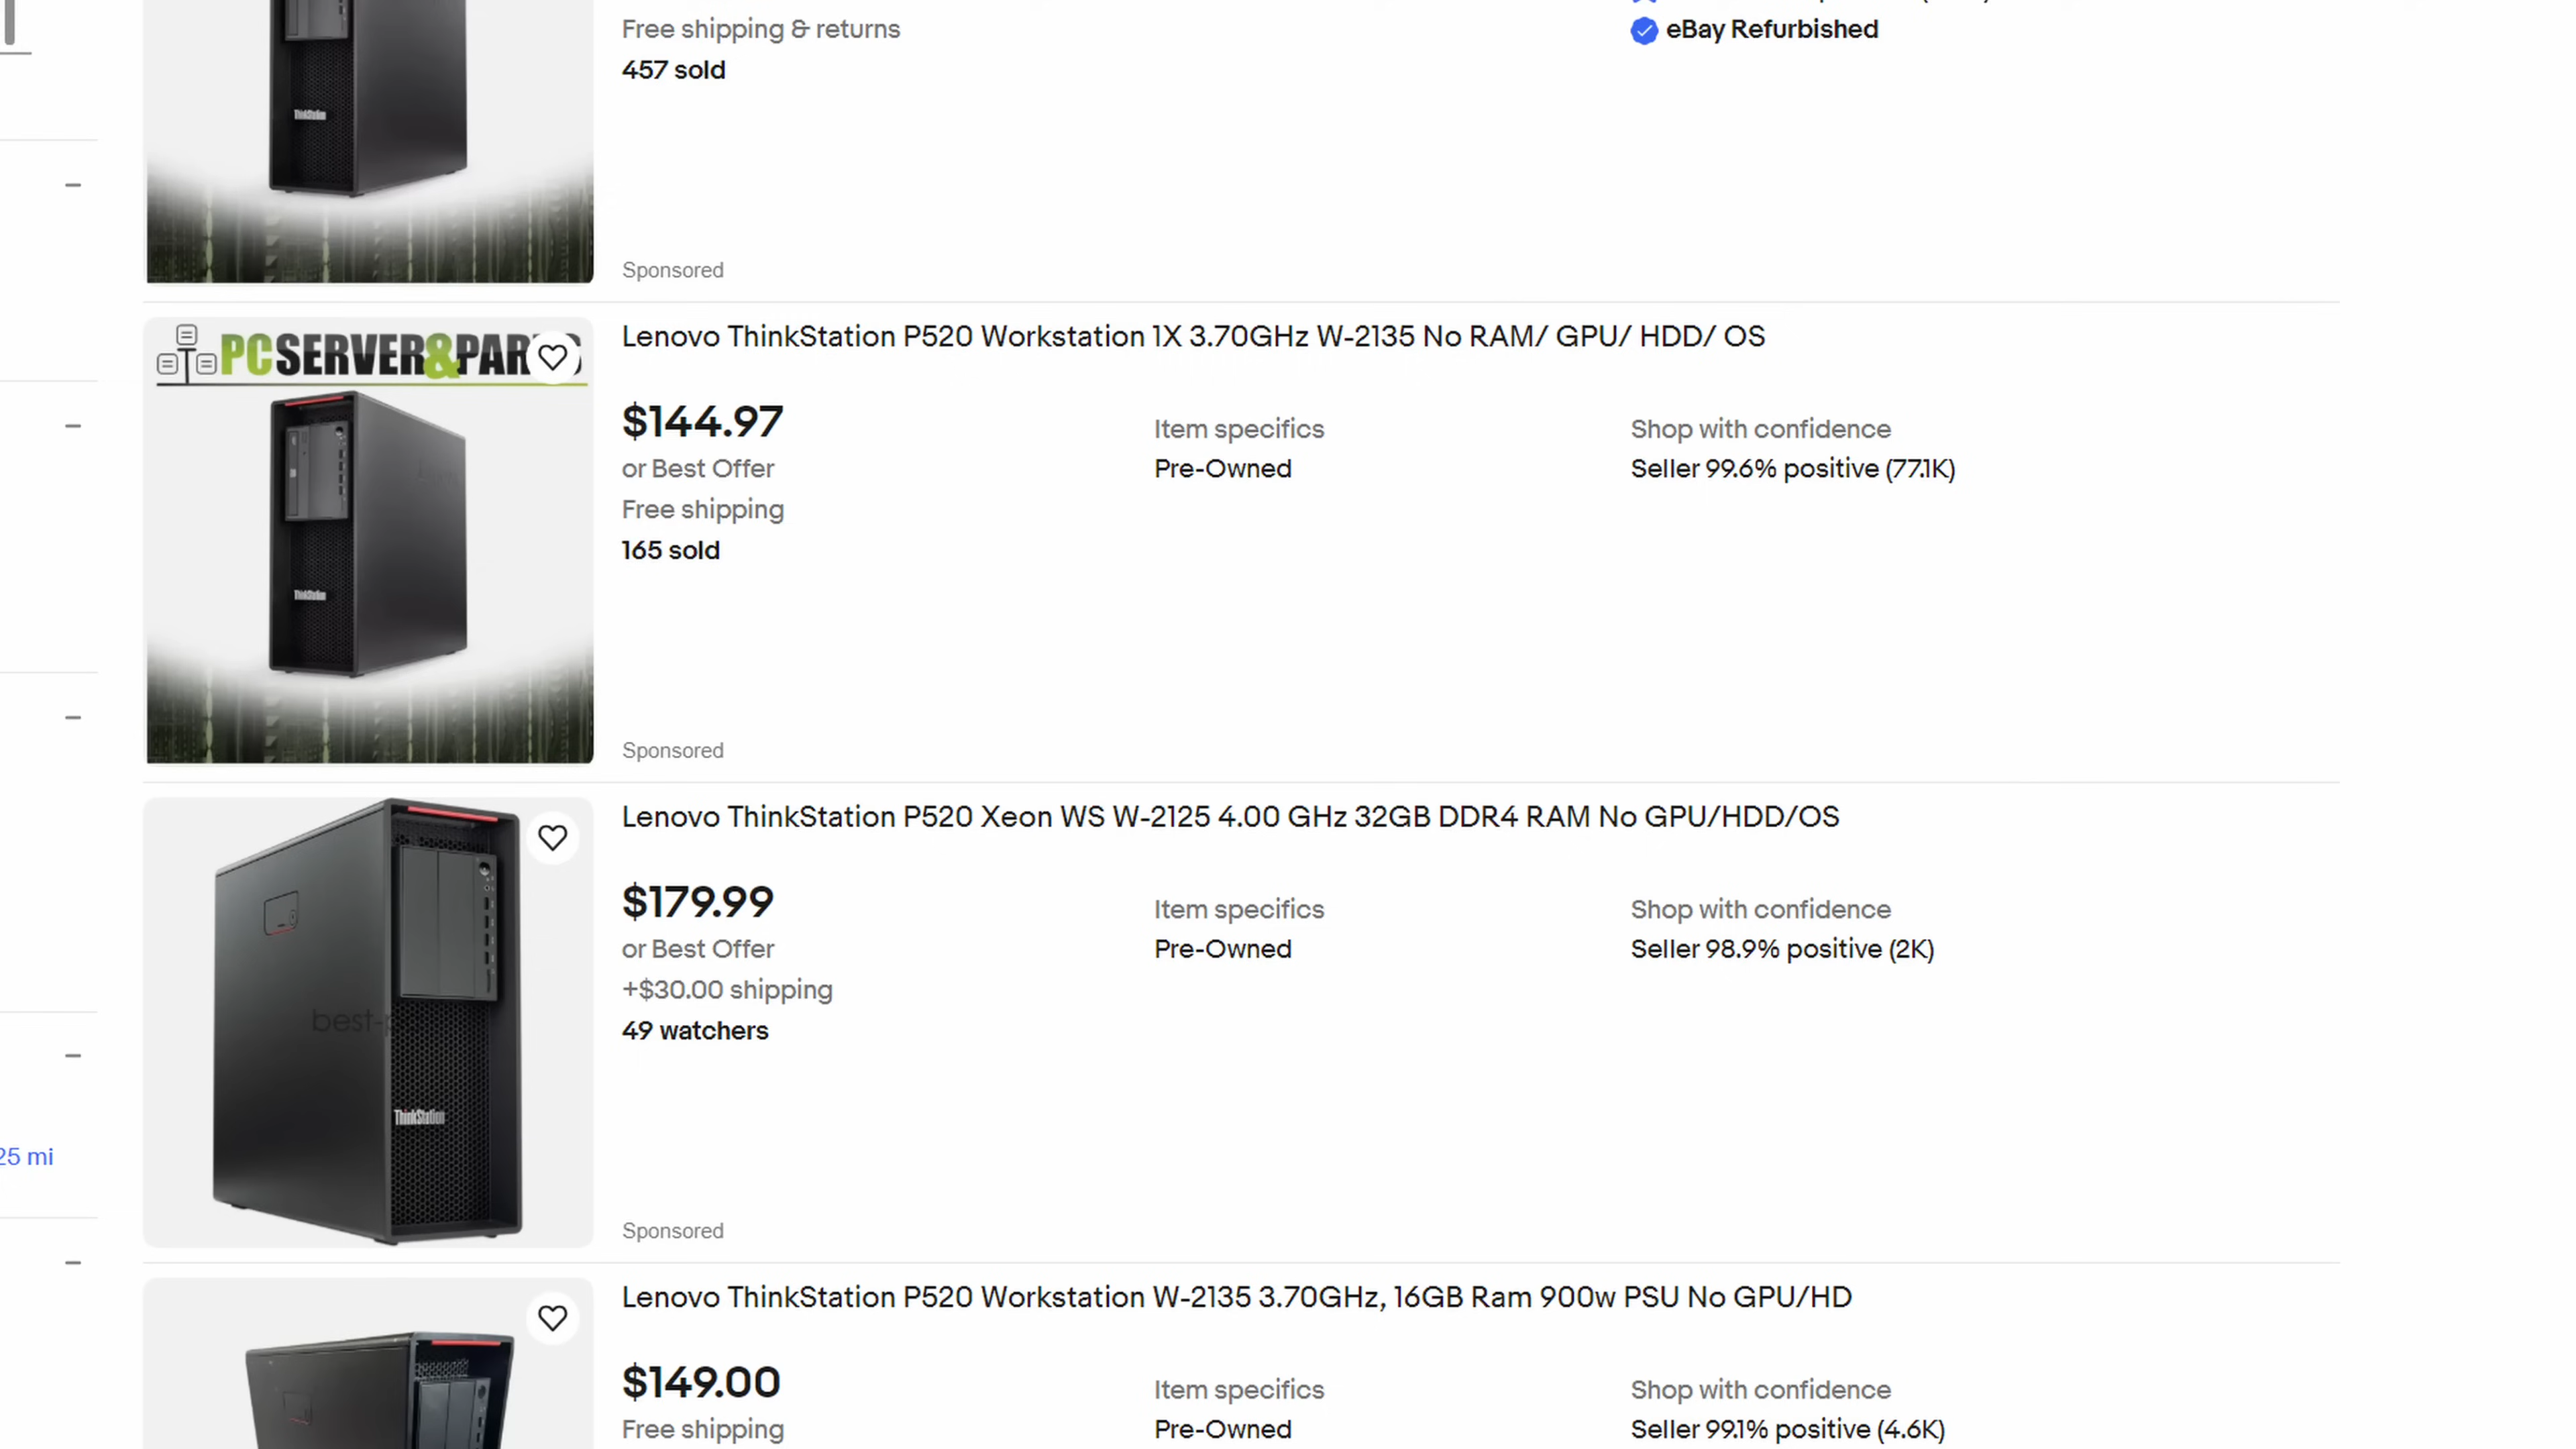 Free shipping & returns
457 sold
eBay Refurbished
ThinkStation
Sponsored
PCSERVER&PAR
Lenovo ThinkStation P520 Workstation 1X 3.70GHz W-2135 No RAM/ GPU/ HDD/ OS
$144.97
or Best Offer
Free shipping
165 sold
Item specifics
Pre-Owned
Shop with confidence
Seller 99.6% positive (77.1K)
ThinkStation
Sponsored
Lenovo ThinkStation P520 Xeon WS W-2125 4.00 GHz 32GB DDR4 RAM No GPU/HDD/OS
$179.99
or Best Offer
+$30.00 shipping
49 watchers
Item specifics
Pre-Owned
Shop with confidence
Seller 98.9% positive (2K)
best-
ThinkStation
25 mi
Sponsored
Lenovo ThinkStation P520 Workstation W-2135 3.70GHz, 16GB Ram 900w PSU No GPU/HD
$149.00
Free shipping
Item specifics
Pre-Owned
Shop with confidence
Seller 99.1% positive (4.6K)